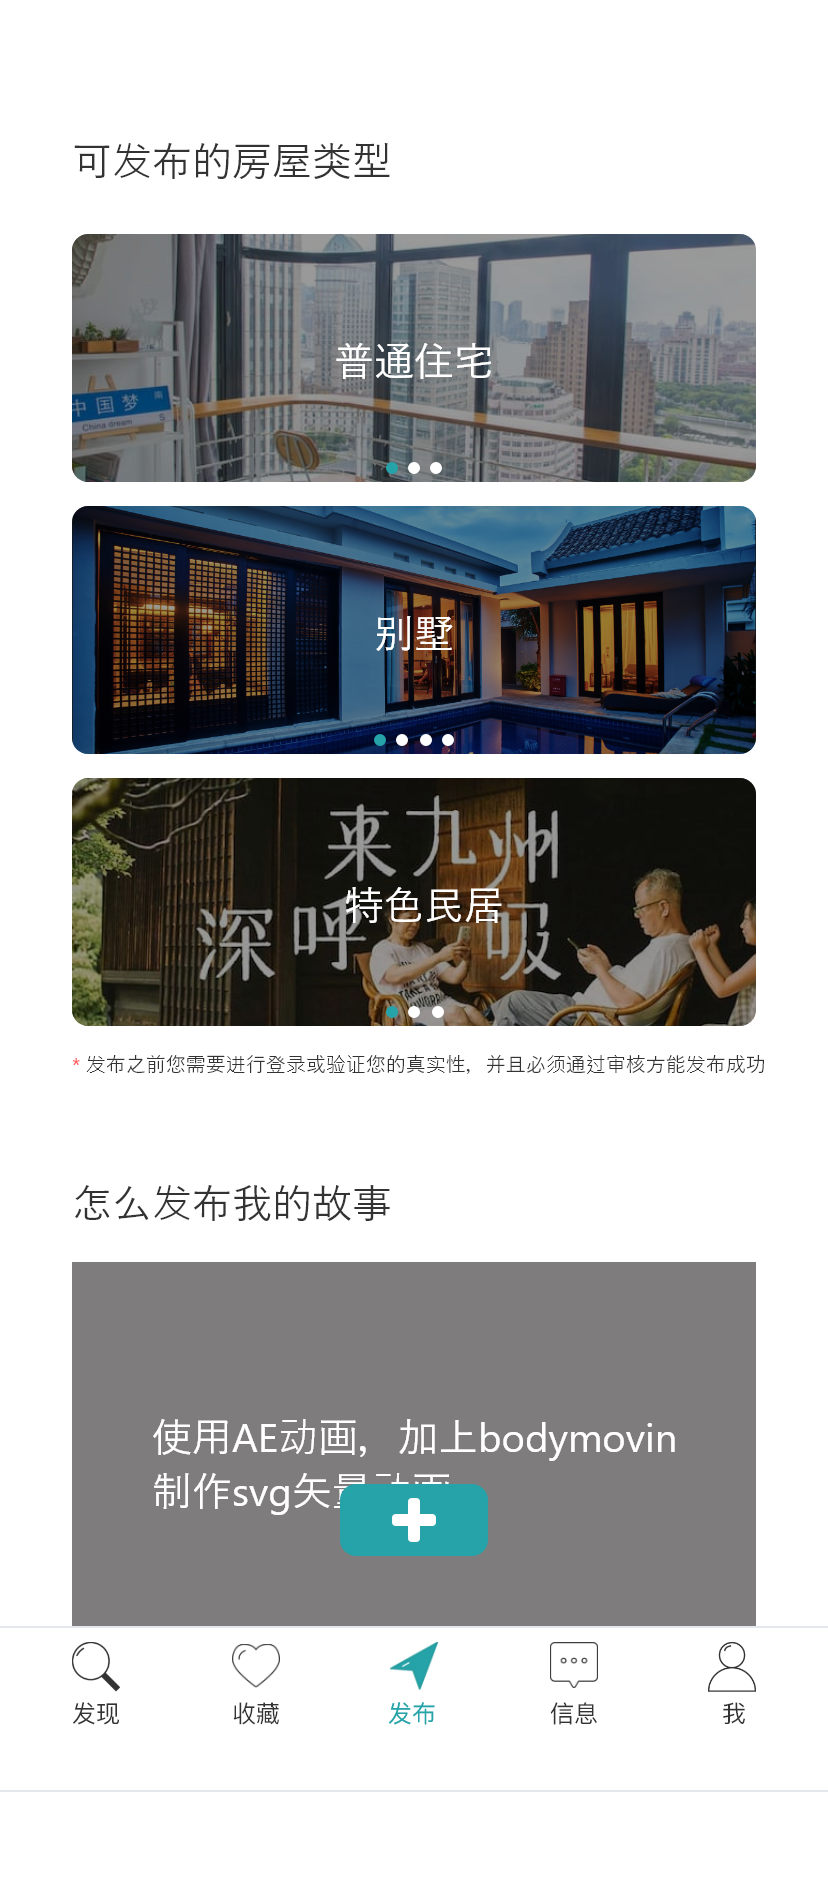 可发布的房屋类型
普通住宅
中国梦
南
China dream
S
别墅
来九州
深呼吸
特色民居
* 发布之前您需要进行登录或验证您的真实性，并且必须通过审核方能发布成功
怎么发布我的故事
使用AE动画，加上bodymovin
制作svg矢量动画
发现
收藏
发布
信息
我